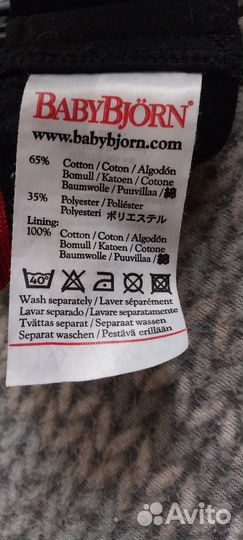 BABYBJÖRN®
www.babybjorn.com
65% Cotton / Coton / Algodón
Bomull / Katoen / Cotone
Baumwolle / Puuvillaa / 綿
35% Polyester / Poliéster
Polyesteri ポリエステル
Lining:
100% Cotton / Coton / Algodón
Bomull / Katoen / Cotone
Baumwolle / Puuvillaa / 綿
40°
Wash separately / Laver séparément
Lavar separado / Lavare separatamente
Tvättas separat / Separaat wassen
Separat waschen / Pestävä erillään
Avito